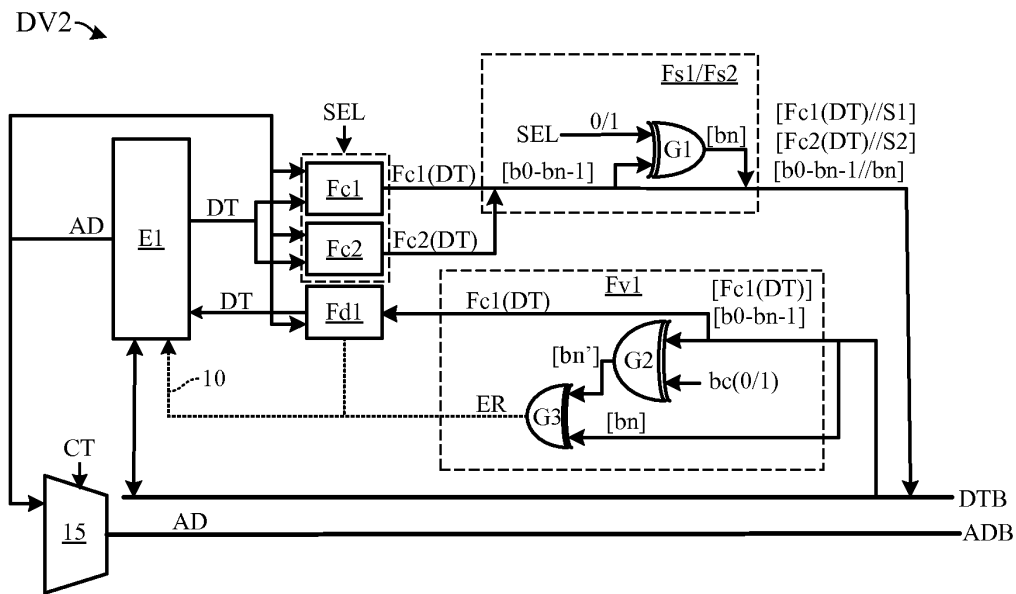 DV2
Fs1/Fs2
SEL
SEL 0/1
G1
[bn]
[Fc1(DT)//S1]
[Fc2(DT)//S2]
[b0-bn-1//bn]
Fc1
Fc1(DT)
[b0-bn-1]
DT
AD
E1
Fc2
Fc2(DT)
DT
Fd1
Fc1(DT)
Fv1
[Fc1(DT)]
[b0-bn-1]
G2
[bn’]
bc(0/1)
10
ER
G3
[bn]
CT
15
AD
DTB
ADB